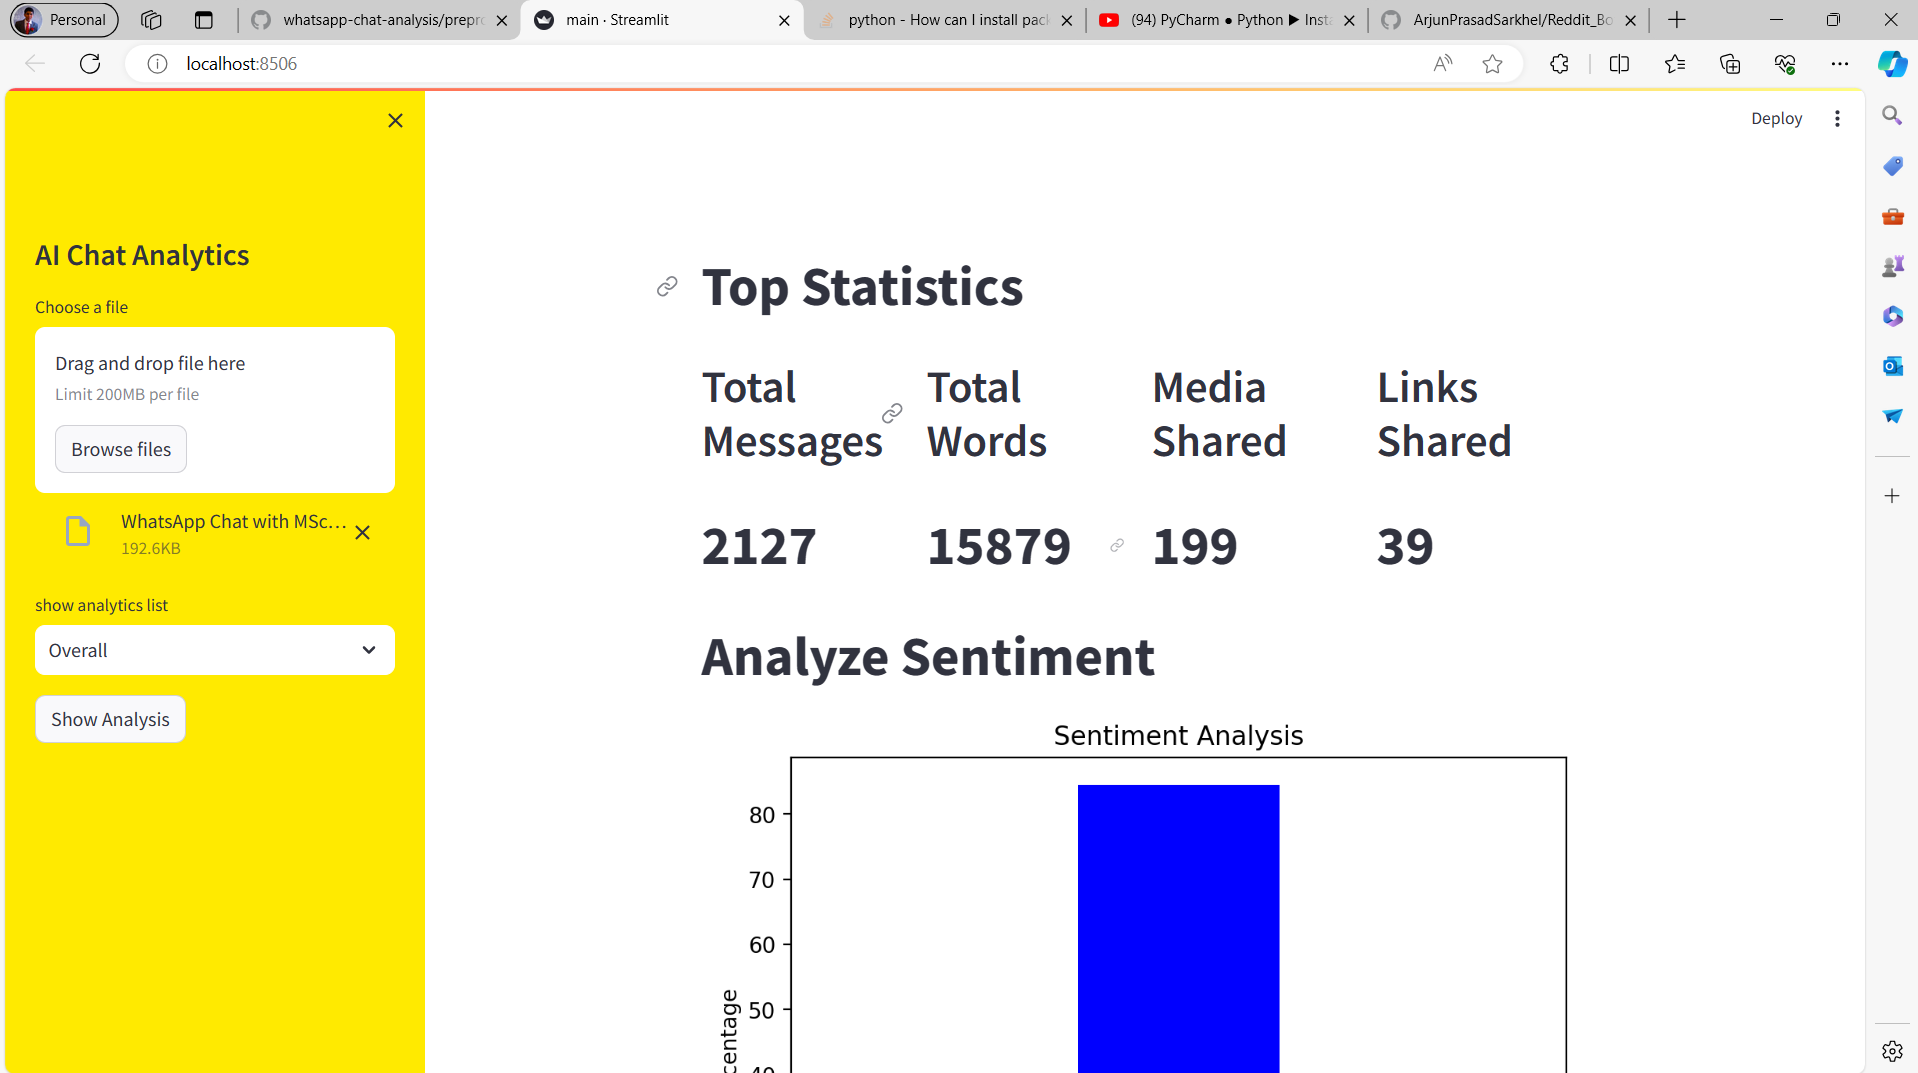 Personal
whatsapp-chat-analysis/prepro
main · Streamlit
python - How can I install pack
(94) PyCharm ● Python ▶ Insta
ArjunPrasadSarkhel/Reddit_Bo
localhost:8506
Deploy
AI Chat Analytics
Choose a file
Drag and drop file here
Limit 200MB per file
Browse files
WhatsApp Chat with MSc...
192.6KB
show analytics list
Overall
Show Analysis
Top Statistics
Total Messages
Total Words
Media Shared
Links Shared
2127
15879
199
39
Analyze Sentiment
Sentiment Analysis
80
70
60
50
40
centage